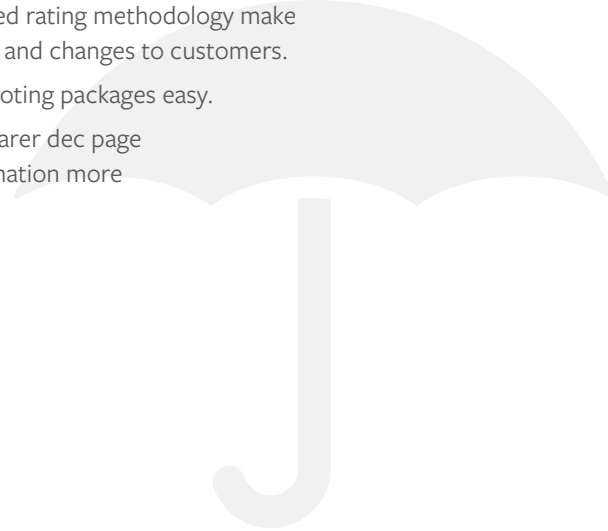 ed rating methodology make
and changes to customers.
oting packages easy.
arer dec page
nation more